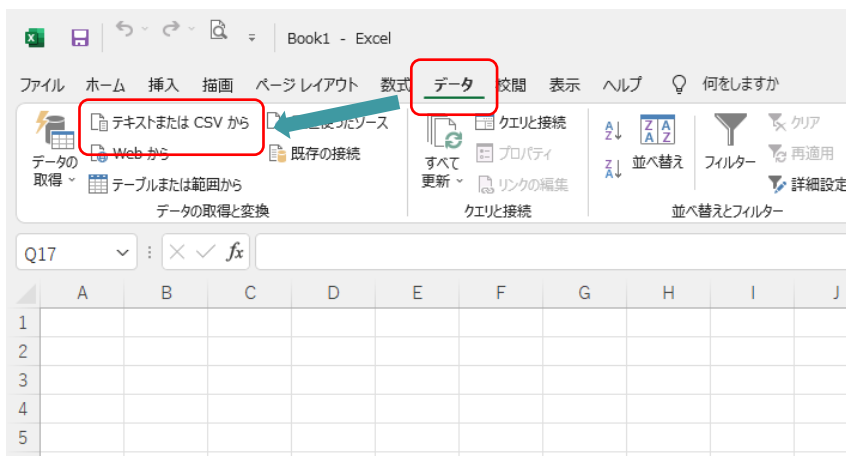 Book1 - Excel
ファイル ホーム 挿入 描画 ページ レイアウト 数式 データ 校閲 表示 ヘルプ 何をしますか
データの取得
テキストまたは CSV から
Web から
テーブルまたは範囲から
ソース
既存の接続
データの取得と変換
すべて更新
クエリと接続
プロパティ
リンクの編集
クエリと接続
並べ替え
フィルター
クリア
再適用
詳細設定
並べ替えとフィルター
Q17
fx
A B C D E F G H I J
1
2
3
4
5